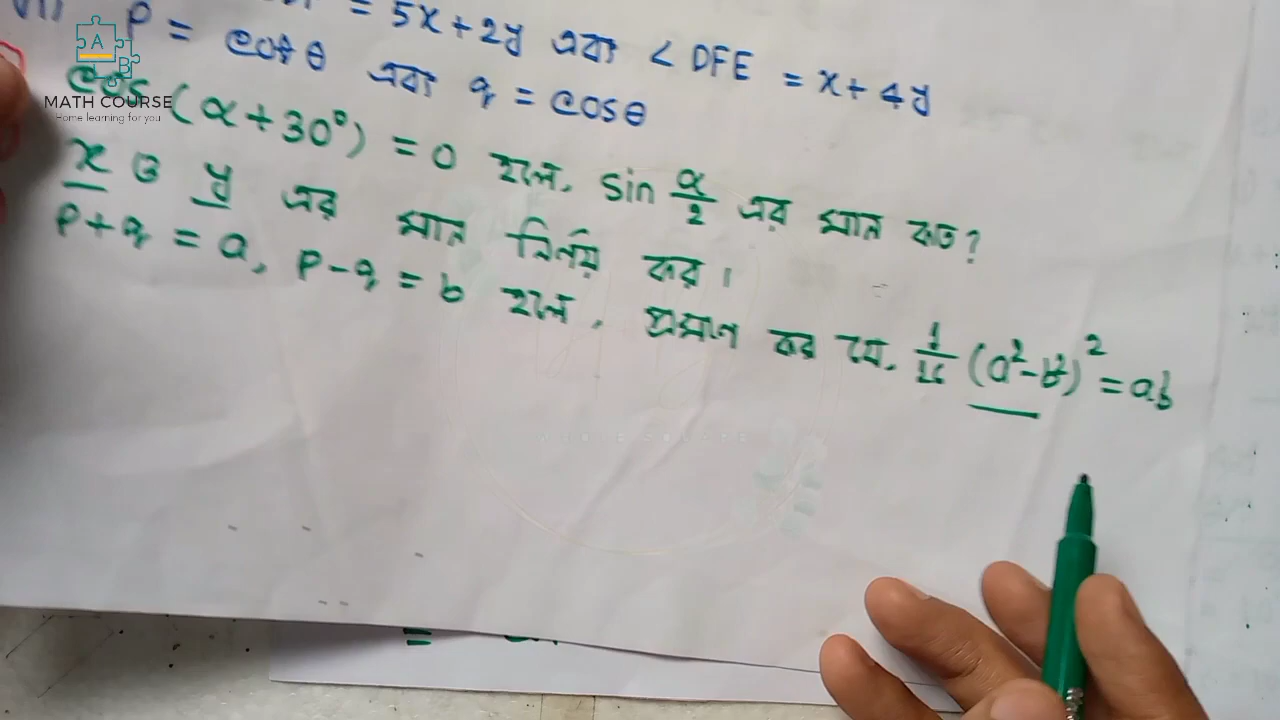 = 5x+2y এবং < DFE = x+4y
P = cotθ এবং q = cosθ
A
B
MATH COURSE
Home learning for you
cos (α+30°) = 0 হলে, sin α/2 এর মান কত?
x ও y এর মান নির্নয় কর।
P+q = a, P-q = b হলে, প্রমাণ কর যে, 1/16 (a²-b²)² = ab